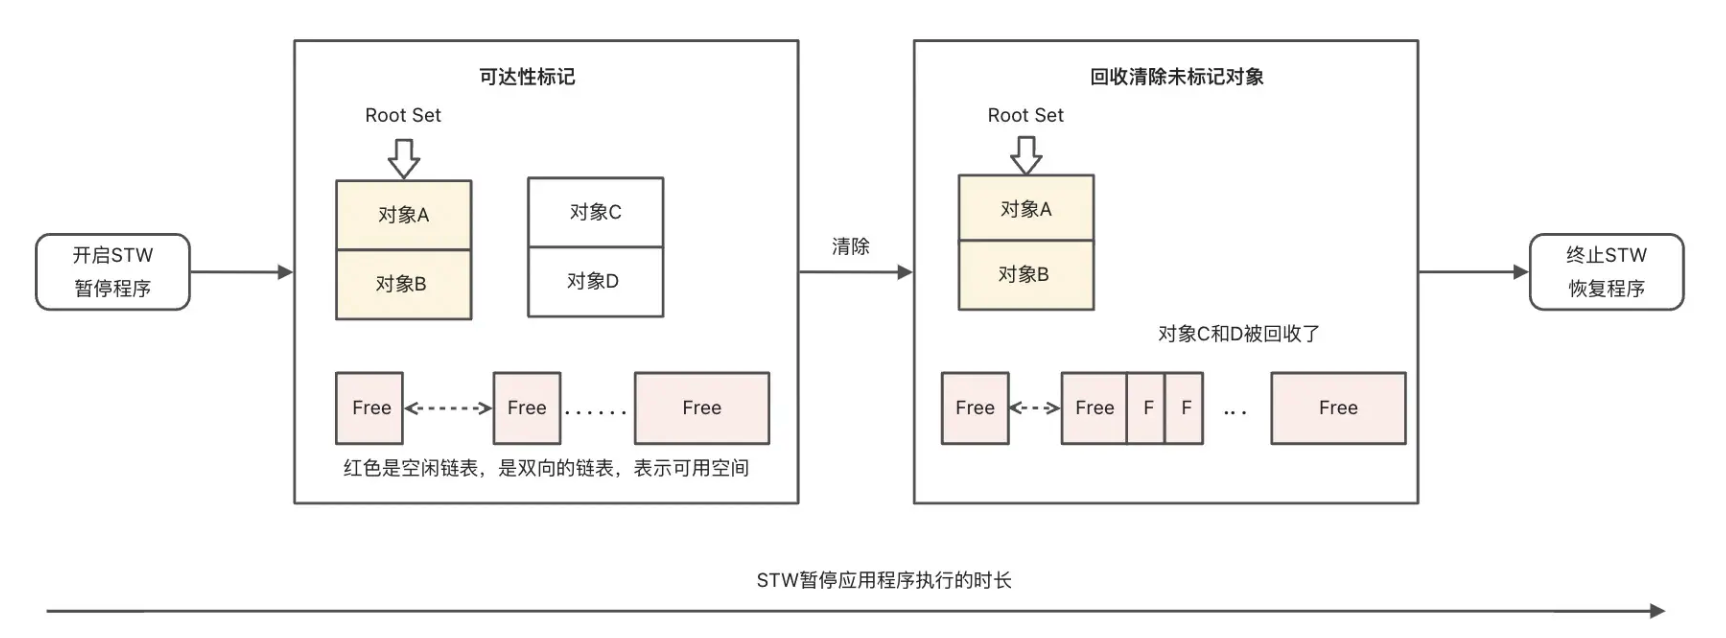 开启STW
暂停程序
可达性标记
Root Set
对象A
对象B
对象C
对象D
Free
Free
......
Free
红色是空闲链表，是双向的链表，表示可用空间
清除
回收清除未标记对象
Root Set
对象A
对象B
对象C和D被回收了
Free
Free
F
F
...
Free
终止STW
恢复程序
STW暂停应用程序执行的时长